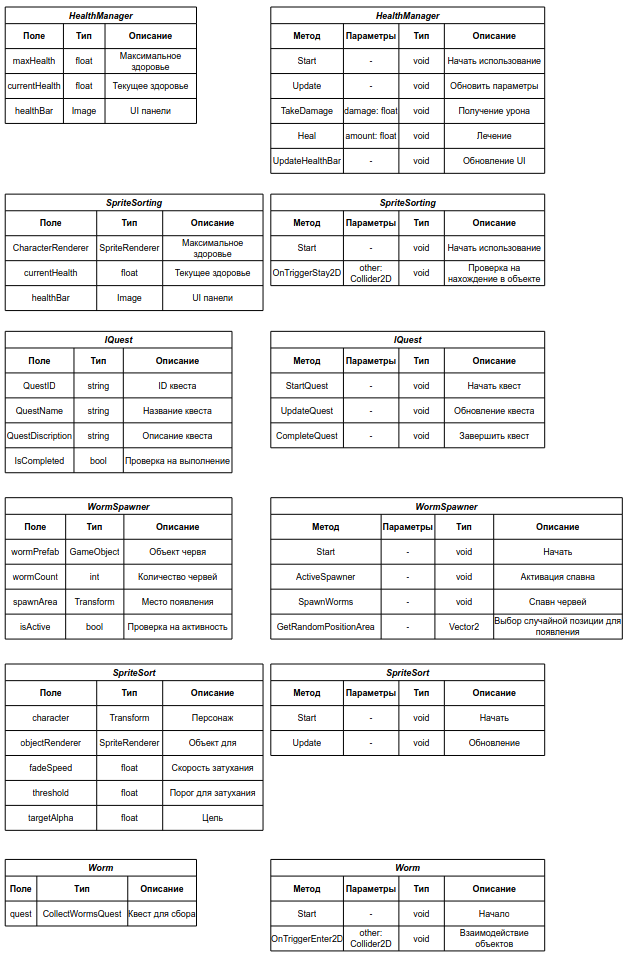 HealthManager
Поле Тип Описание
maxHealth float Максимальное
здоровье
currentHealth float Текущее здоровье
healthBar Image UI панели
HealthManager
Метод Параметры Тип Описание
Start - void Начать использование
Update - void Обновить параметры
TakeDamage damage: float void Получение урона
Heal amount: float void Лечение
UpdateHealthBar - void Обновление UI
SpriteSorting
Поле Тип Описание
CharacterRenderer SpriteRenderer Максимальное
здоровье
currentHealth float Текущее здоровье
healthBar Image UI панели
SpriteSorting
Метод Параметры Тип Описание
Start - void Начать использование
OnTriggerStay2D other:
Collider2D void Проверка на
нахождение в объекте
IQuest
Поле Тип Описание
QuestID string ID квеста
QuestName string Название квеста
QuestDiscription string Описание квеста
IsCompleted bool Проверка на выполнение
IQuest
Метод Параметры Тип Описание
StartQuest - void Начать квест
UpdateQuest - void Обновление квеста
CompleteQuest - void Завершить квест
WormSpawner
Поле Тип Описание
wormPrefab GameObject Объект червя
wormCount int Количество червей
spawnArea Transform Место появления
isActive bool Проверка на активность
WormSpawner
Метод Параметры Тип Описание
Start - void Начать
ActiveSpawner - void Активация спавна
SpawnWorms - void Спавн червей
GetRandomPositionArea - Vector2 Выбор случайной позиции для
появления
SpriteSort
Поле Тип Описание
character Transform Персонаж
objectRenderer SpriteRenderer Объект для
fadeSpeed float Скорость затухания
threshold float Порог для затухания
targetAlpha float Цель
SpriteSort
Метод Параметры Тип Описание
Start - void Начать
Update - void Обновление
Worm
Поле Тип Описание
quest CollectWormsQuest Квест для сбора
Worm
Метод Параметры Тип Описание
Start - void Начало
OnTriggerEnter2D other:
Collider2D void Взаимодействие
объектов